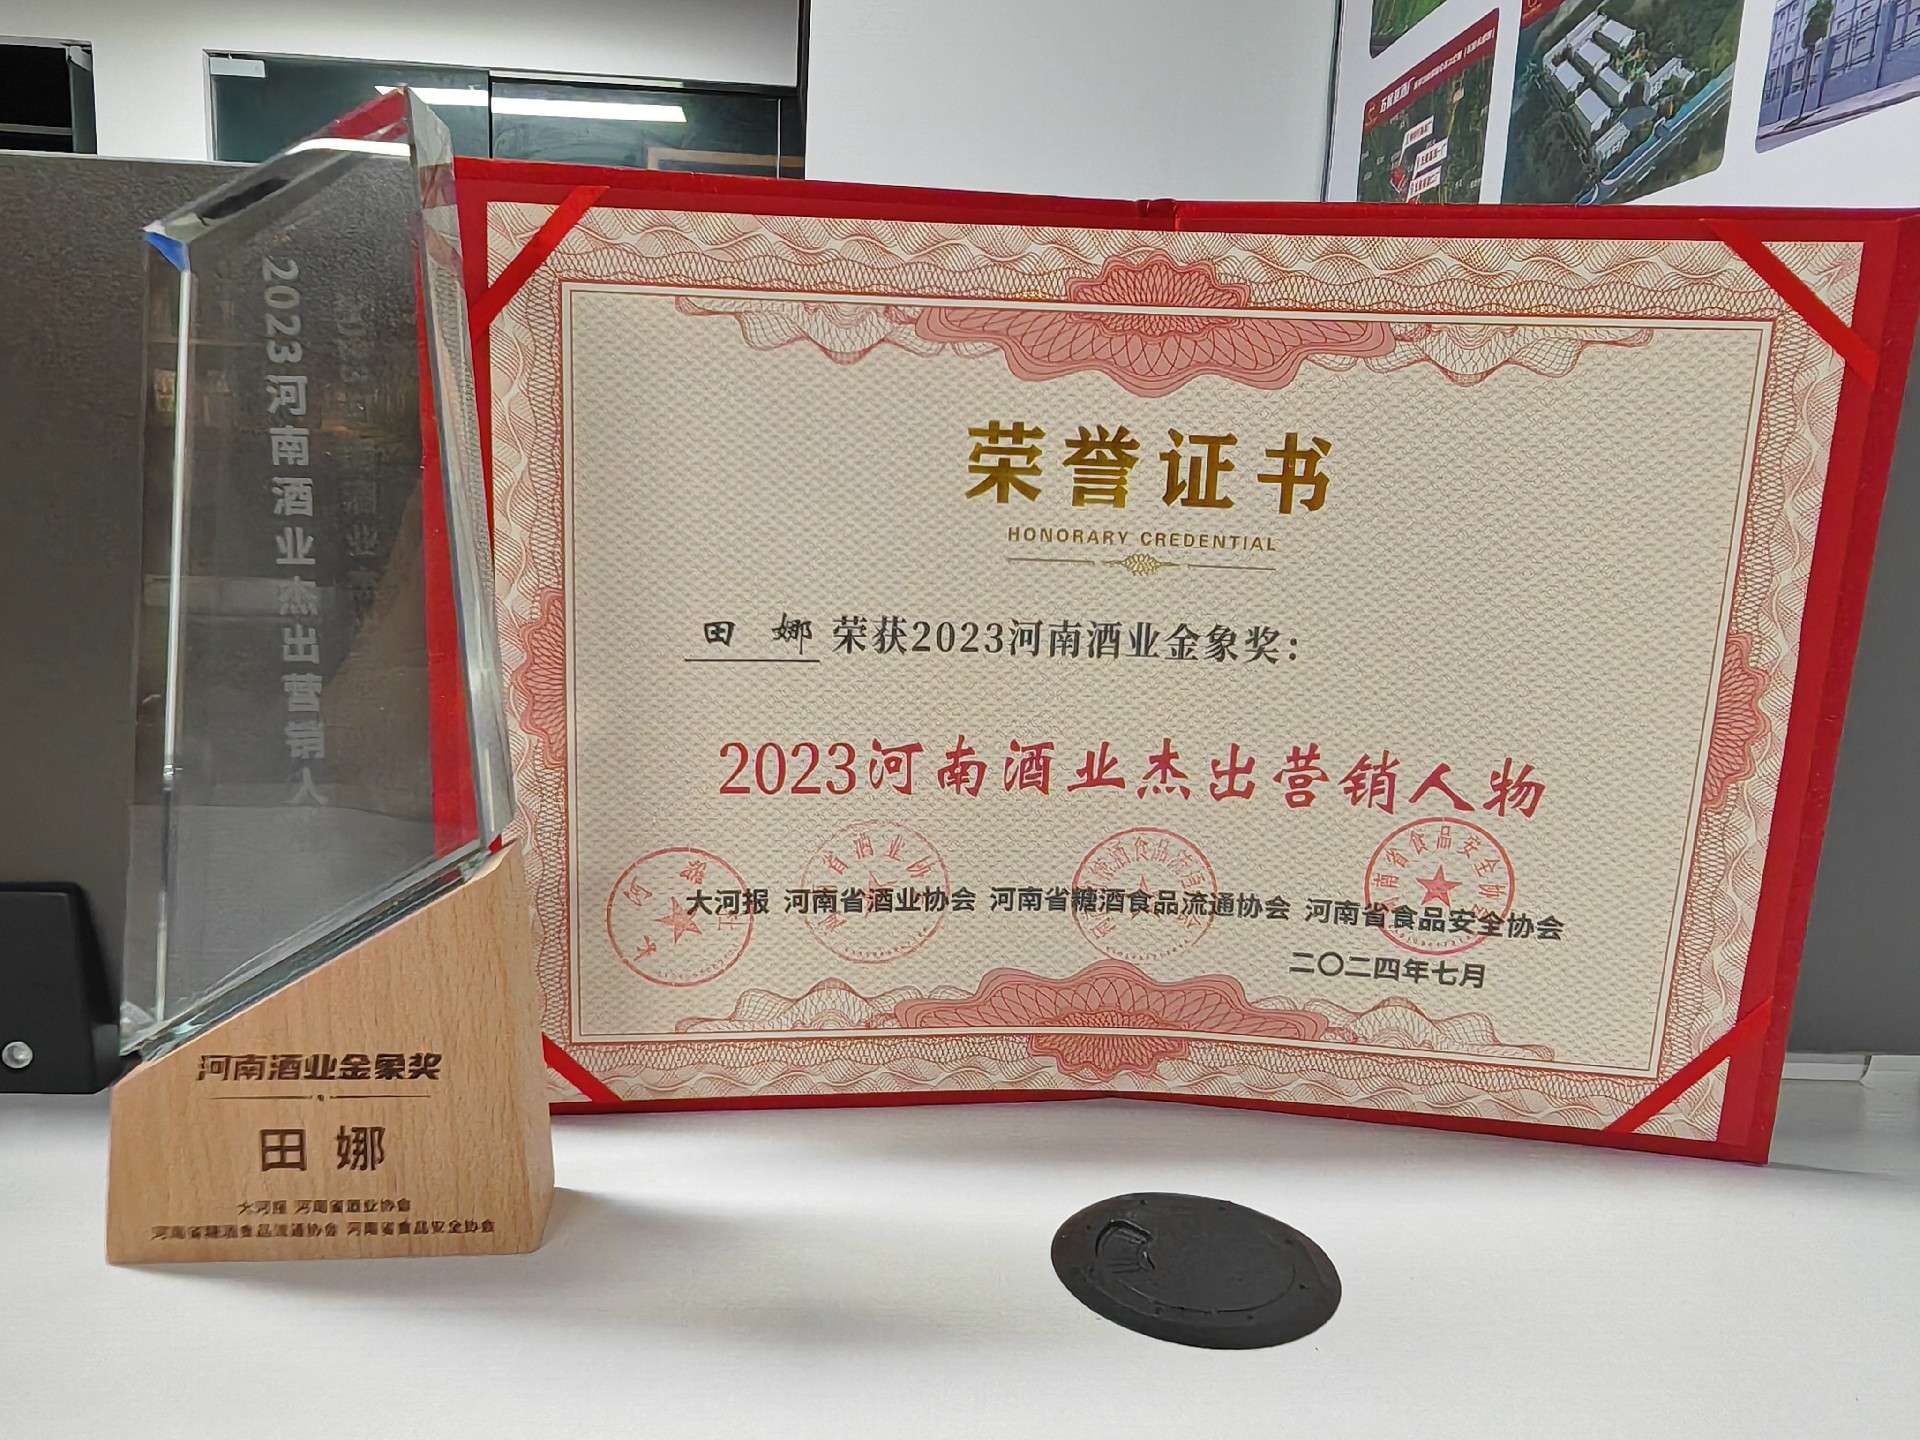 2023河南酒业杰出营销人
河南酒业金象奖
田 娜
大河报 河南省酒业协会
河南省糖酒食品流通协会 河南省食品安全协会
荣誉证书
HONORARY CREDENTIAL
田 娜 荣获2023河南酒业金象奖：
2023河南酒业杰出营销人物
大河报 河南省酒业协会 河南省糖酒食品流通协会 河南省食品安全协会
二〇二四年七月